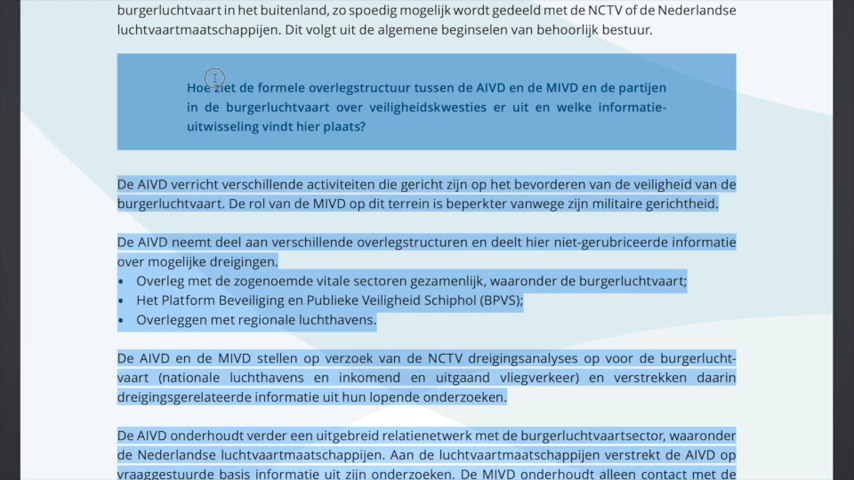 burgerluchtvaart in het buitenland, zo spoedig mogelijk wordt gedeeld met de NCTV of de Nederlandse
luchtvaartmaatschappijen. Dit volgt uit de algemene beginselen van behoorlijk bestuur.
Hoe ziet de formele overlegstructuur tussen de AIVD en de MIVD en de partijen
in de burgerluchtvaart over veiligheidskwesties er uit en welke informatie-
uitwisseling vindt hier plaats?
De AIVD verricht verschillende activiteiten die gericht zijn op het bevorderen van de veiligheid van de
burgerluchtvaart. De rol van de MIVD op dit terrein is beperkter vanwege zijn militaire gerichtheid.
De AIVD neemt deel aan verschillende overlegstructuren en deelt hier niet-gerubriceerde informatie
over mogelijke dreigingen.
• Overleg met de zogenoemde vitale sectoren gezamenlijk, waaronder de burgerluchtvaart;
• Het Platform Beveiliging en Publieke Veiligheid Schiphol (BPVS);
• Overleggen met regionale luchthavens.
De AIVD en de MIVD stellen op verzoek van de NCTV dreigingsanalyses op voor de burgerlucht-
vaart (nationale luchthavens en inkomend en uitgaand vliegverkeer) en verstrekken daarin
dreigingsgerelateerde informatie uit hun lopende onderzoeken.
De AIVD onderhoudt verder een uitgebreid relatienetwerk met de burgerluchtvaartsector, waaronder
de Nederlandse luchtvaartmaatschappijen. Aan de luchtvaartmaatschappijen verstrekt de AIVD op
vraaggestuurde basis informatie uit zijn onderzoeken. De MIVD onderhoudt alleen contact met de